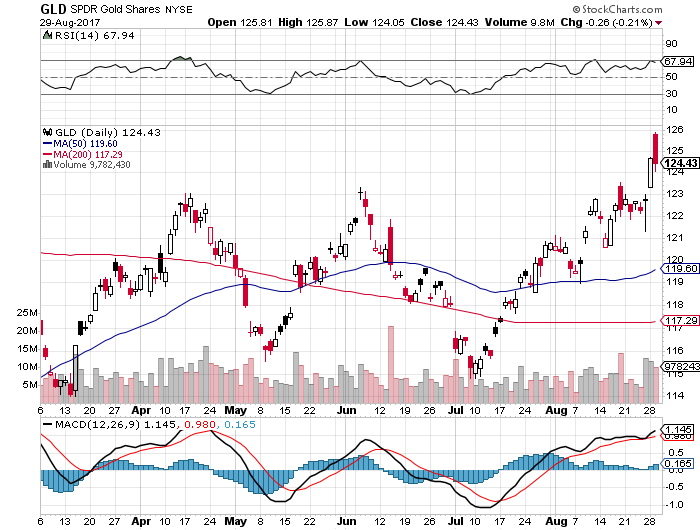 GLD SPDR Gold Shares NYSE
© StockCharts.com
29-Aug-2017
Open 125.81 High 125.87 Low 124.05 Close 124.43 Volume 9.8M Chg -0.26 (-0.21%)
RSI(14) 67.94
90
67.94
50
30
10
GLD (Daily) 124.43
MA(50) 119.60
MA(200) 117.29
Volume 9,782,430
126
125
124.43
124
123
122
121
120
119.60
119
118
117.29
116
115
114
25M
20M
15M
10M
5M
978243
6 13 20 27 Apr 10 17 24 May 8 15 22 Jun 12 19 26 Jul 10 17 24 Aug 7 14 21 28
MACD(12,26,9) 1.145, 0.980, 0.165
1.145
0.980
0.5
0.165
-0.5
-1.0
6 13 20 27 Apr 10 17 24 May 8 15 22 Jun 12 19 26 Jul 10 17 24 Aug 7 14 21 28